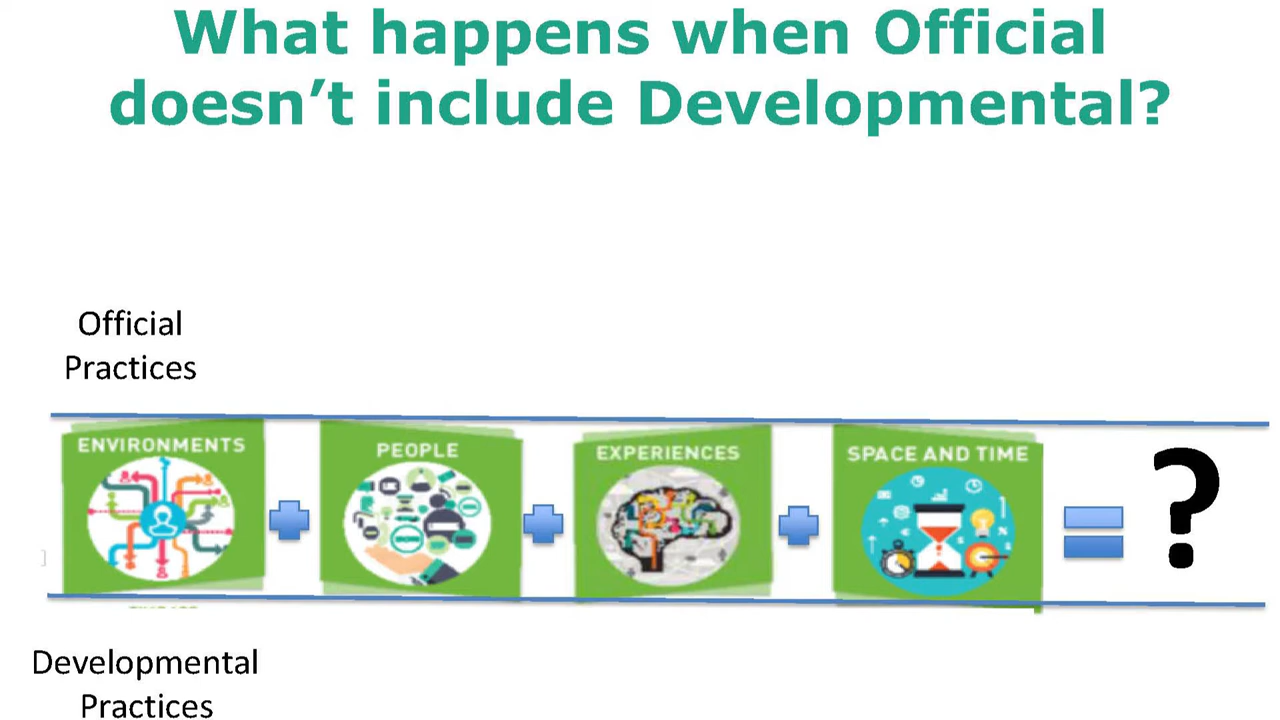 What happens when Official
doesn't include Developmental?
Official
Practices
ENVIRONMENTS
PEOPLE
EXPERIENCES
SPACE AND TIME
?
Developmental
Practices